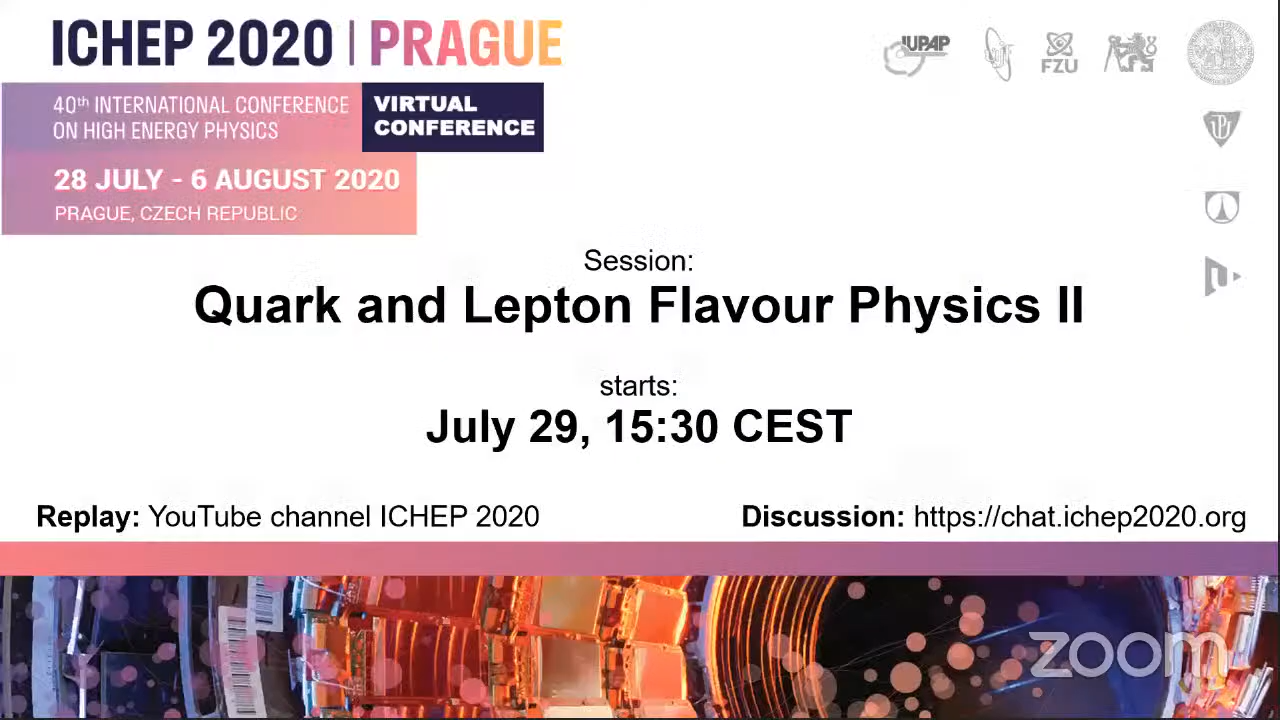 ICHEP 2020 | PRAGUE
40th INTERNATIONAL CONFERENCE
ON HIGH ENERGY PHYSICS
VIRTUAL
CONFERENCE
28 JULY - 6 AUGUST 2020
PRAGUE, CZECH REPUBLIC
IUPAP
FZU
Session:
Quark and Lepton Flavour Physics II
starts:
July 29, 15:30 CEST
Replay: YouTube channel ICHEP 2020
Discussion: https://chat.ichep2020.org
zoom